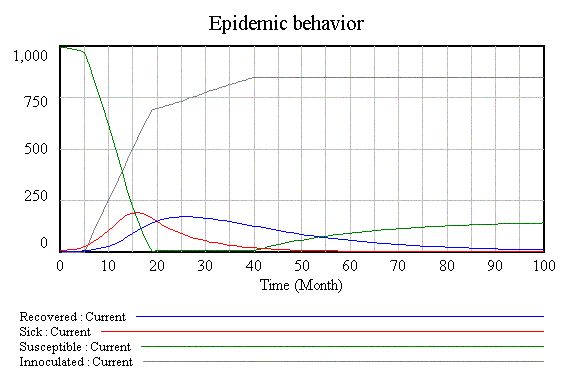 Epidemic behavior
1,000
750
500
250
0
0 10 20 30 40 50 60 70 80 90 100
Time (Month)
Recovered : Current
Sick : Current
Susceptible : Current
Innoculated : Current